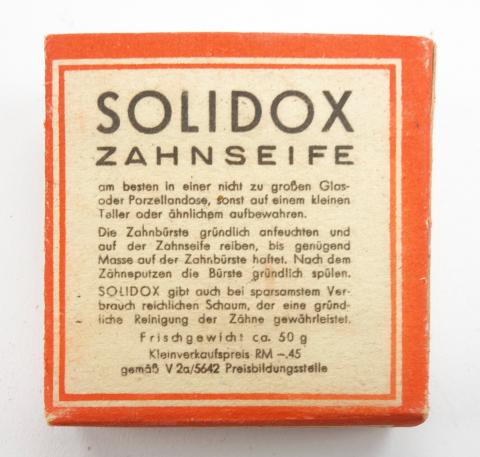 SOLIDOX
ZAHNSEIFE
am besten in einer nicht zu großen Glas-
oder Porzellandose, sonst auf einem kleinen
Teller oder ähnlichem aufbewahren.
Die Zahnbürste gründlich anfeuchten und
auf der Zahnseife reiben, bis genügend
Masse auf der Zahnbürste haftet. Nach dem
Zähneputzen die Bürste gründlich spülen.
SOLIDOX gibt auch bei sparsamstem Ver-
brauch reichlichen Schaum, der eine gründ-
liche Reinigung der Zähne gewährleistet.
Frischgewicht ca. 50 g
Kleinverkaufspreis RM –.45
gemäß V 2a/5642 Preisbildungsstelle